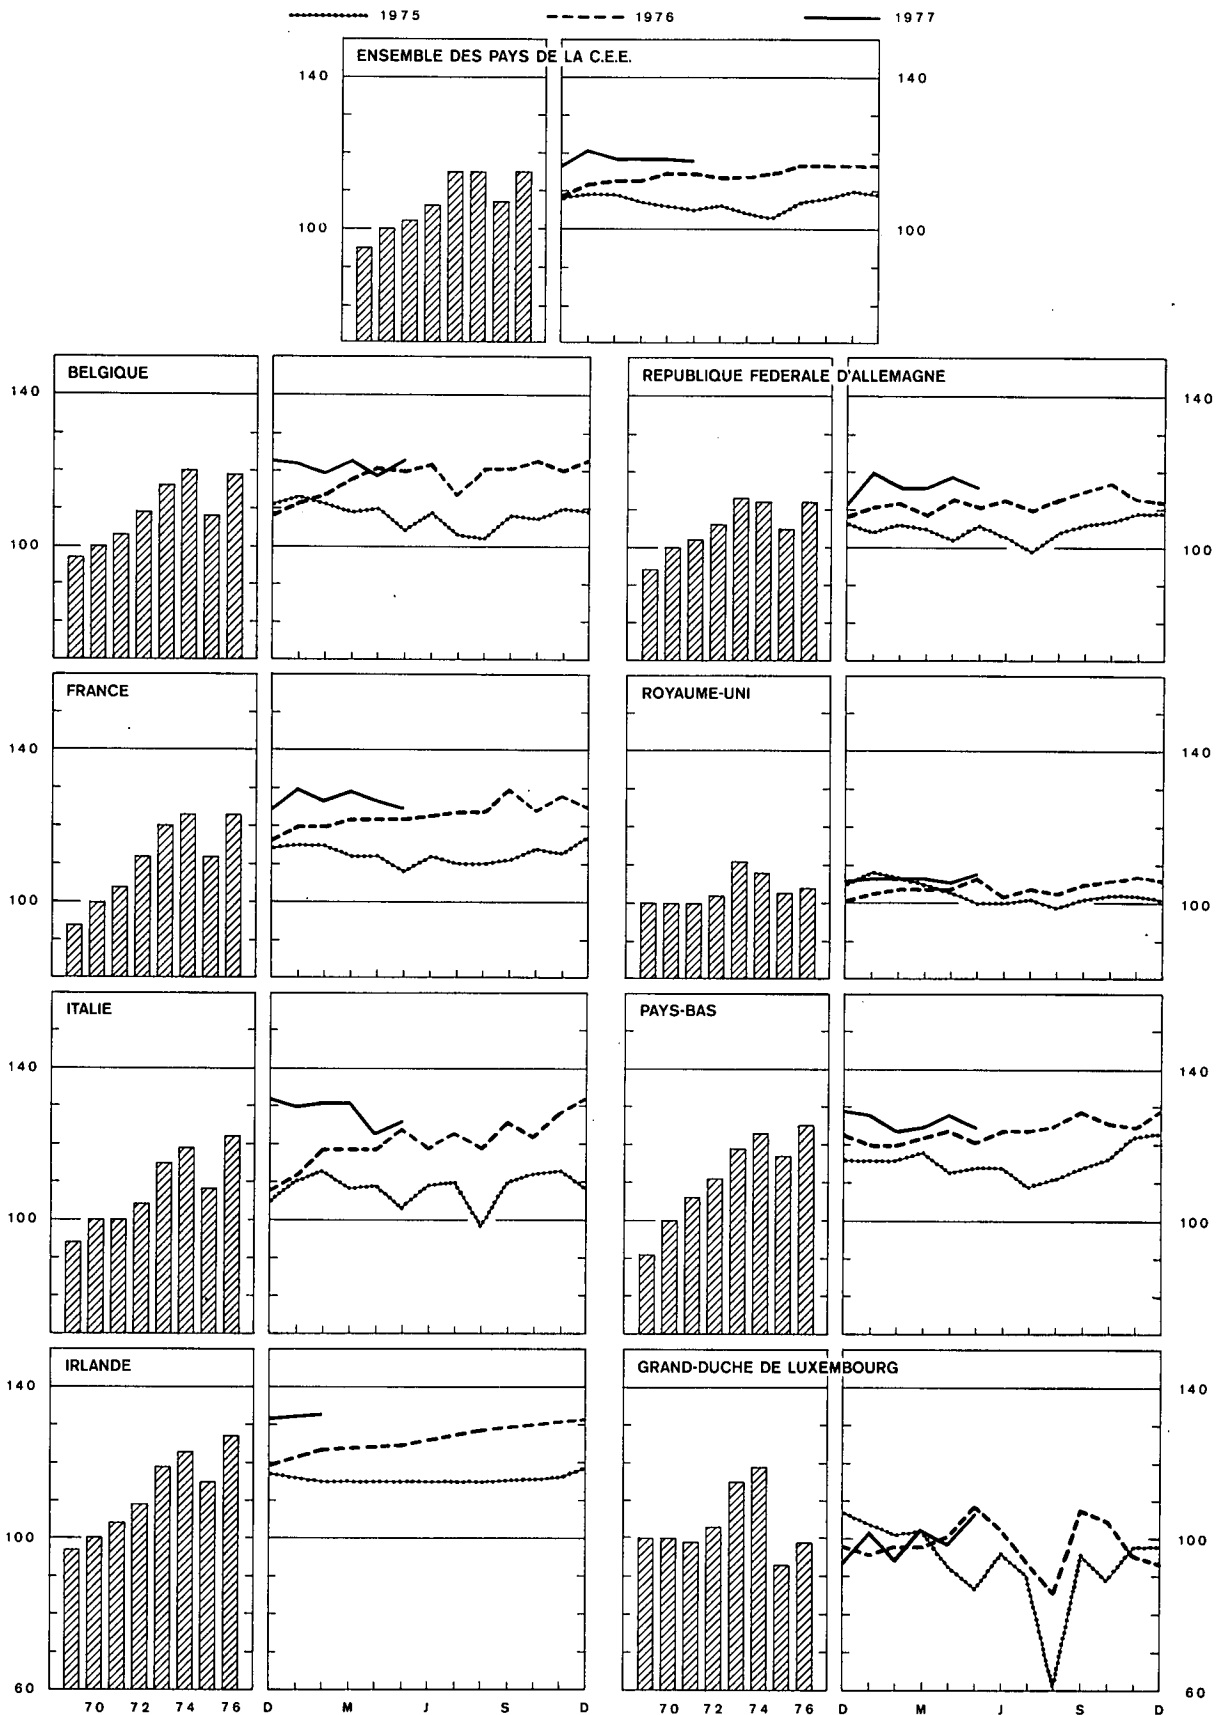 1975 1976 1977
ENSEMBLE DES PAYS DE LA C.E.E.
140 140
100 100
BELGIQUE REPUBLIQUE FEDERALE D'ALLEMAGNE
140 140
100 100
FRANCE ROYAUME-UNI
140 140
100 100
ITALIE PAYS-BAS
140 140
100 100
IRLANDE GRAND-DUCHE DE LUXEMBOURG
140 140
100 100
60 60
70 72 74 76 D M J S D 70 72 74 76 D M J S D